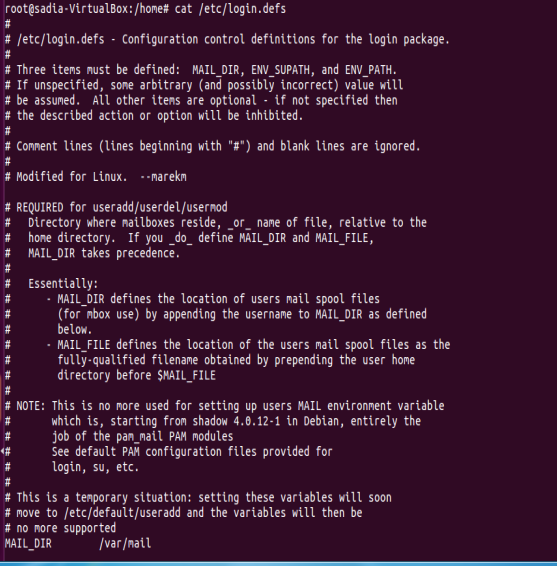 root@sadia-VirtualBox:/home# cat /etc/login.defs
#
# /etc/login.defs - Configuration control definitions for the login package.
#
# Three items must be defined:  MAIL_DIR, ENV_SUPATH, and ENV_PATH.
# If unspecified, some arbitrary (and possibly incorrect) value will
# be assumed.  All other items are optional - if not specified then
# the described action or option will be inhibited.
#
# Comment lines (lines beginning with "#") and blank lines are ignored.
#
# Modified for Linux.  --marekm

# REQUIRED for useradd/userdel/usermod
#   Directory where mailboxes reside, _or_ name of file, relative to the
#   home directory.  If you _do_ define MAIL_DIR and MAIL_FILE,
#   MAIL_DIR takes precedence.
#
#   Essentially:
#      - MAIL_DIR defines the location of users mail spool files
#        (for mbox use) by appending the username to MAIL_DIR as defined
#        below.
#      - MAIL_FILE defines the location of the users mail spool files as the
#        fully-qualified filename obtained by prepending the user home
#        directory before $MAIL_FILE
#
# NOTE: This is no more used for setting up users MAIL environment variable
#       which is, starting from shadow 4.0.12-1 in Debian, entirely the
#       job of the pam_mail PAM modules
#       See default PAM configuration files provided for
#       login, su, etc.
#
# This is a temporary situation: setting these variables will soon
# move to /etc/default/useradd and the variables will then be
# no more supported
MAIL_DIR        /var/mail